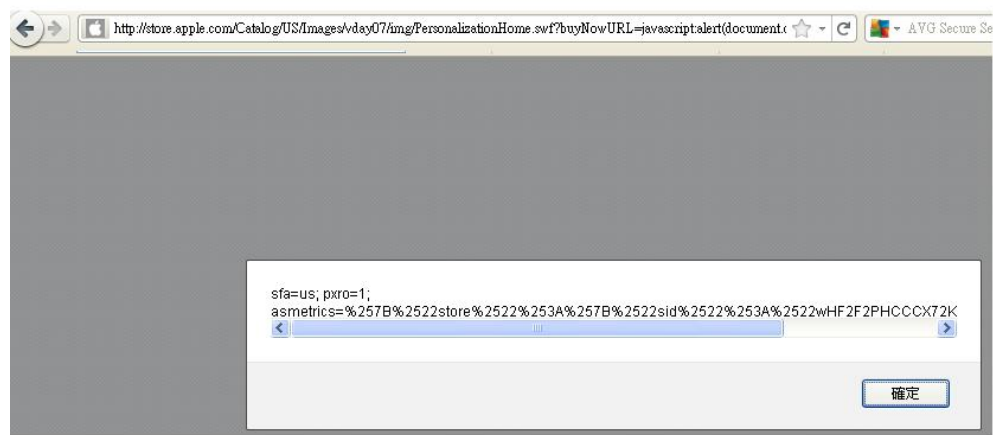 http://store.apple.com/Catalog/US/Images/vday07/img/PersonalizationHome.swf?buyNowURL=javascript:alert(document.c
AVG Secure Se
sfa=us; pxro=1;
asmetrics=%257B%2522store%2522%253A%257B%2522sid%2522%253A%2522wHF2F2PHCCCX72K
確定